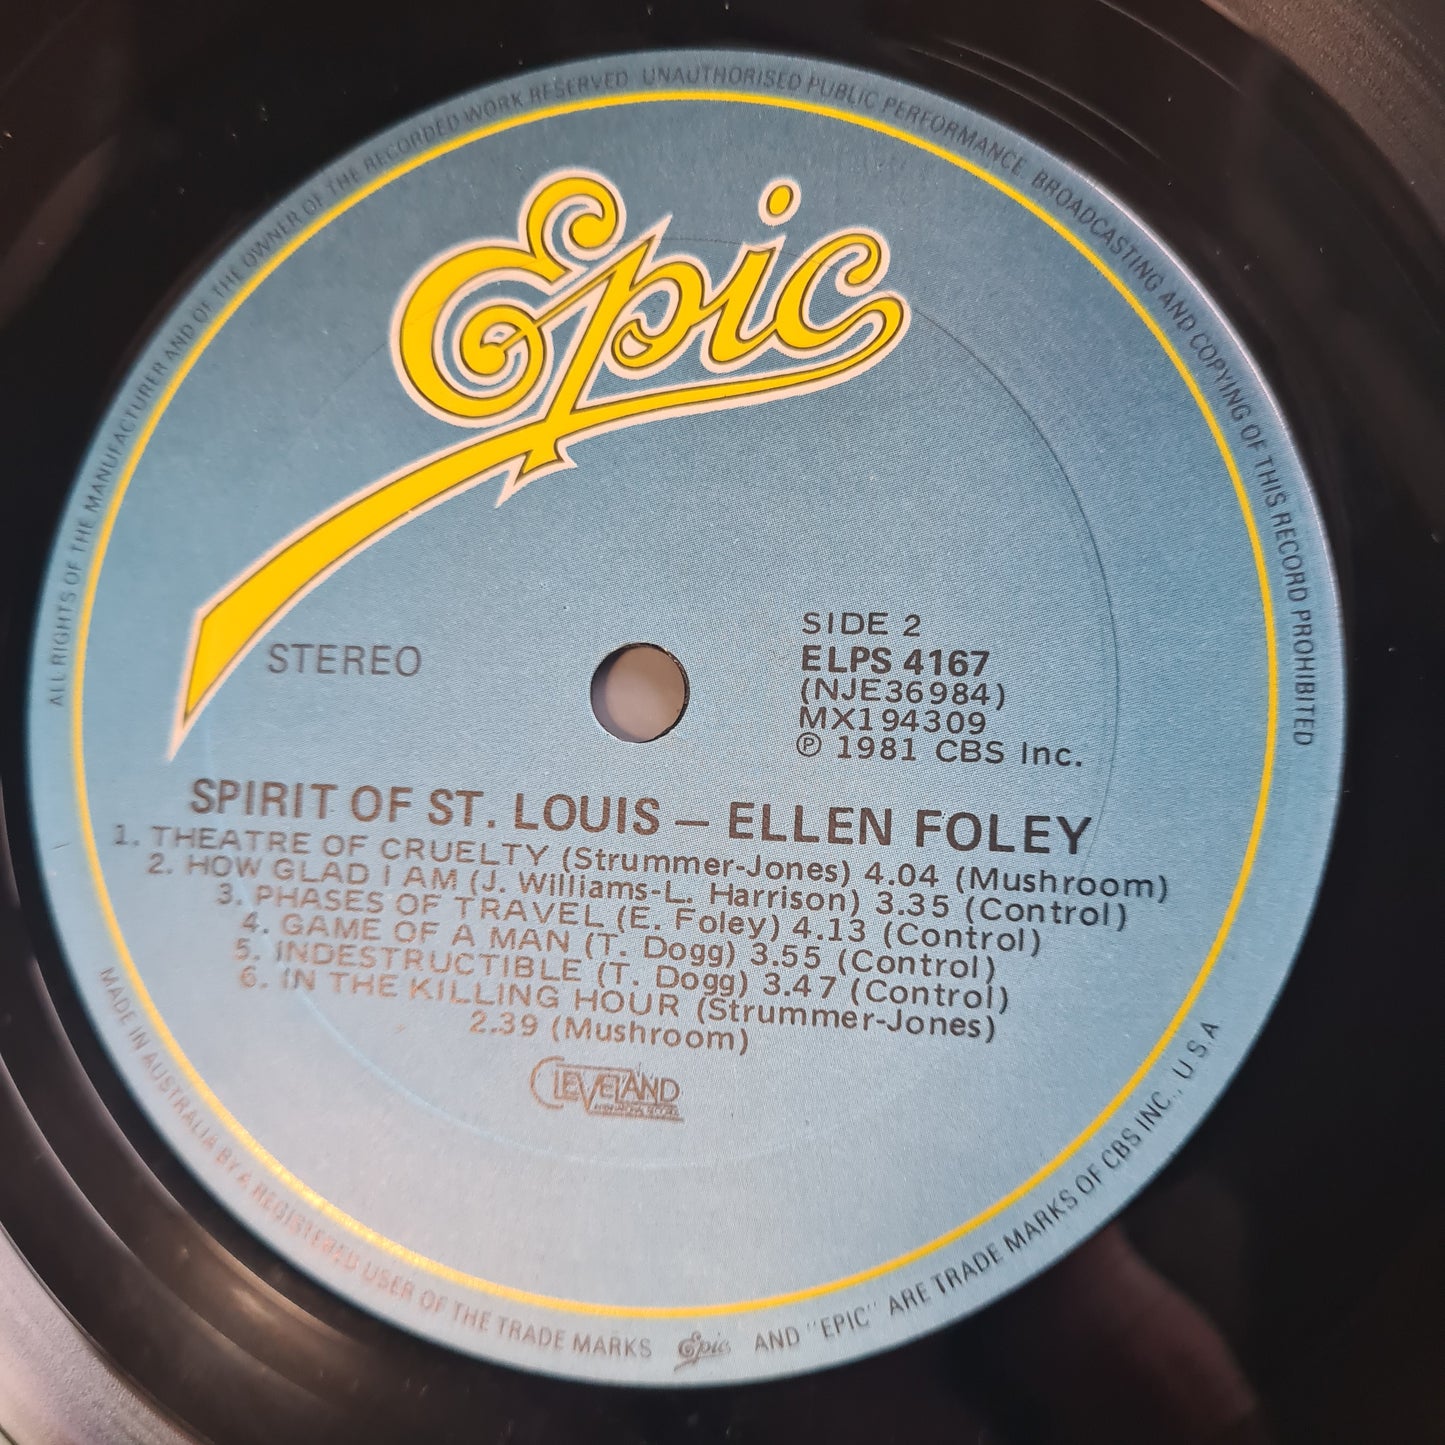 ALL RIGHTS OF THE MANUFACTURER AND OF THE OWNER OF THE RECORDED WORK RESERVED UNAUTHORISED PUBLIC PERFORMANCE BROADCASTING AND COPYING OF THIS RECORD PROHIBITED
Epic
STEREO
SIDE 2
ELPS 4167
(NJE36984)
MX194309
℗ 1981 CBS Inc.
SPIRIT OF ST. LOUIS – ELLEN FOLEY
1. THEATRE OF CRUELTY (Strummer-Jones) 4.04 (Mushroom)
2. HOW GLAD I AM (J. Williams-L. Harrison) 3.35 (Control)
3. PHASES OF TRAVEL (E. Foley) 4.13 (Control)
4. GAME OF A MAN (T. Dogg) 3.55 (Control)
5. INDESTRUCTIBLE (T. Dogg) 3.47 (Control)
6. IN THE KILLING HOUR (Strummer-Jones)
2.39 (Mushroom)
CLEVELAND
MADE IN AUSTRALIA BY A REGISTERED USER OF THE TRADE MARKS Epic AND "EPIC" ARE TRADE MARKS OF CBS INC., U.S.A